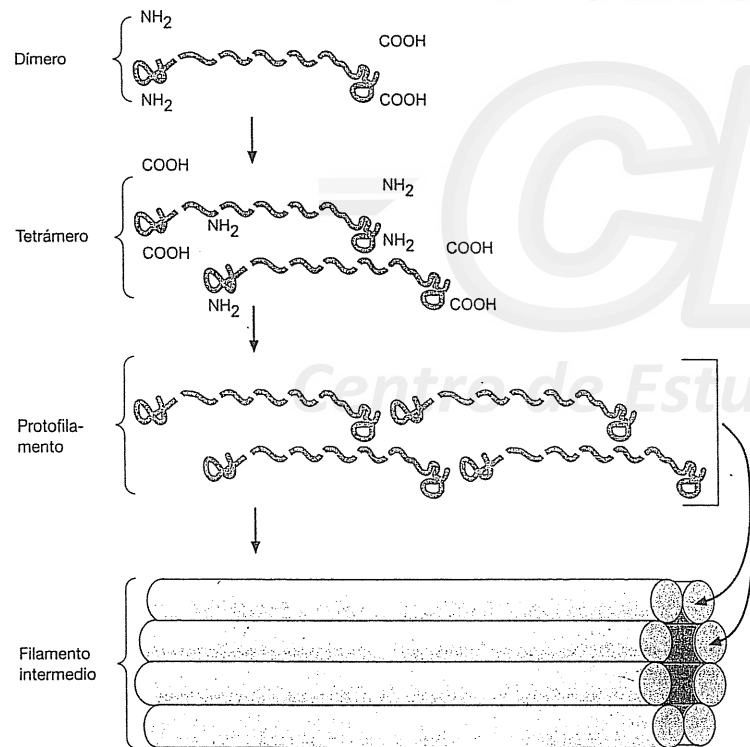 NH2
COOH
Dímero
NH2
COOH
COOH
NH2
NH2
Tetrámero
NH2
COOH
COOH
NH2
COOH
Centro de Estu
Protofila-
mento
Filamento
intermedio